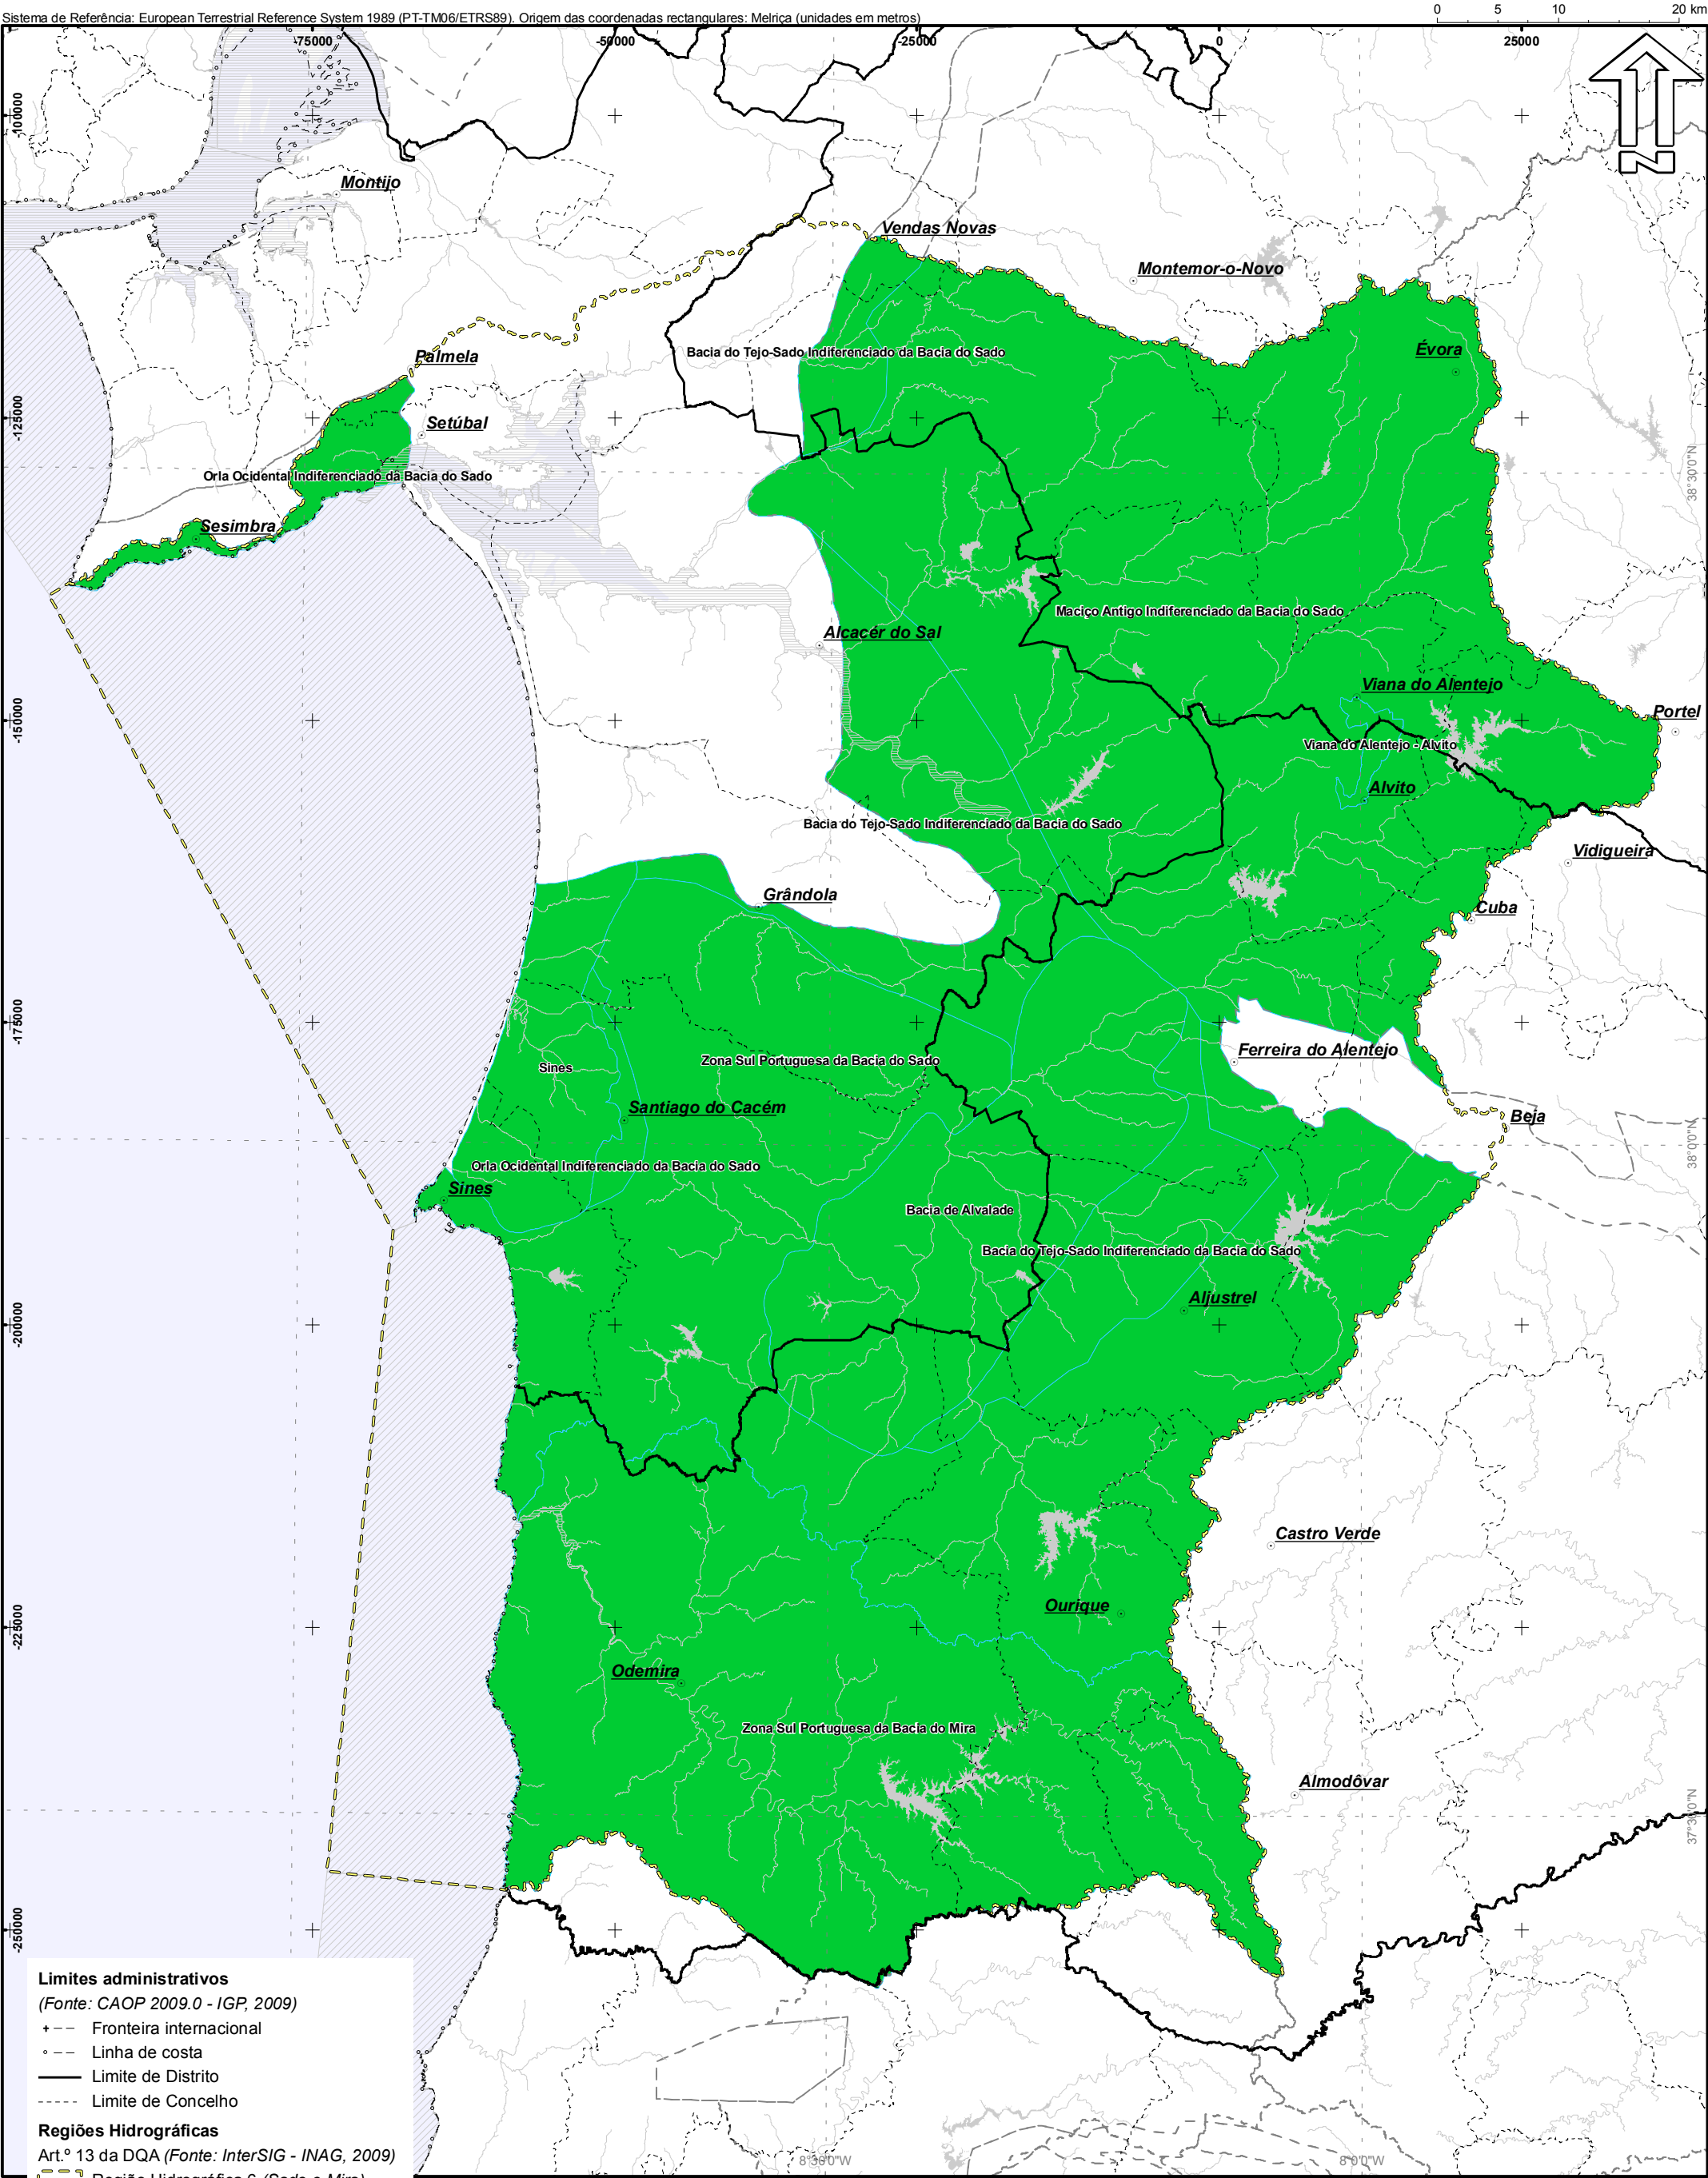 Sistema de Referência: European Terrestrial Reference System 1989 (PT-TM06/ETRS89). Origem das coordenadas rectangulares: Melriça (unidades em metros)
0 5 10 20 km
-75000 -50000 -25000 0 25000
-100000
Montijo
Vendas Novas
Montemor-o-Novo
Évora
Bacia do Tejo-Sado Indiferenciado da Bacia do Sado
Palmela
-125000
Setúbal
Orla Ocidental Indiferenciado da Bacia do Sado
38°30'0"N
Sesimbra
Maciço Antigo Indiferenciado da Bacia do Sado
Alcacér do Sal
Viana do Alentejo
Portel
-150000
Viana do Alentejo - Alvito
Alvito
Bacia do Tejo-Sado Indiferenciado da Bacia do Sado
Vidigueira
Grândola
Cuba
-175000
Ferreira do Alentejo
Zona Sul Portuguesa da Bacia do Sado
Sines
Santiago do Cacém
Beja
38°0'0"N
Orla Ocidental Indiferenciado da Bacia do Sado
Sines
Bacia de Alvalade
Bacia do Tejo-Sado Indiferenciado da Bacia do Sado
Aljustrel
-200000
Castro Verde
Ourique
-225000
Odemira
Zona Sul Portuguesa da Bacia do Mira
Almodôvar
37°30'0"N
-250000
Limites administrativos
(Fonte: CAOP 2009.0 - IGP, 2009)
Fronteira internacional
Linha de costa
Limite de Distrito
Limite de Concelho
Regiões Hidrográficas
Art.º 13 da DQA (Fonte: InterSIG - INAG, 2009)
Região Hidrográfica 6 (Sado e Mira)
8°30'0"W 8°0'0"W